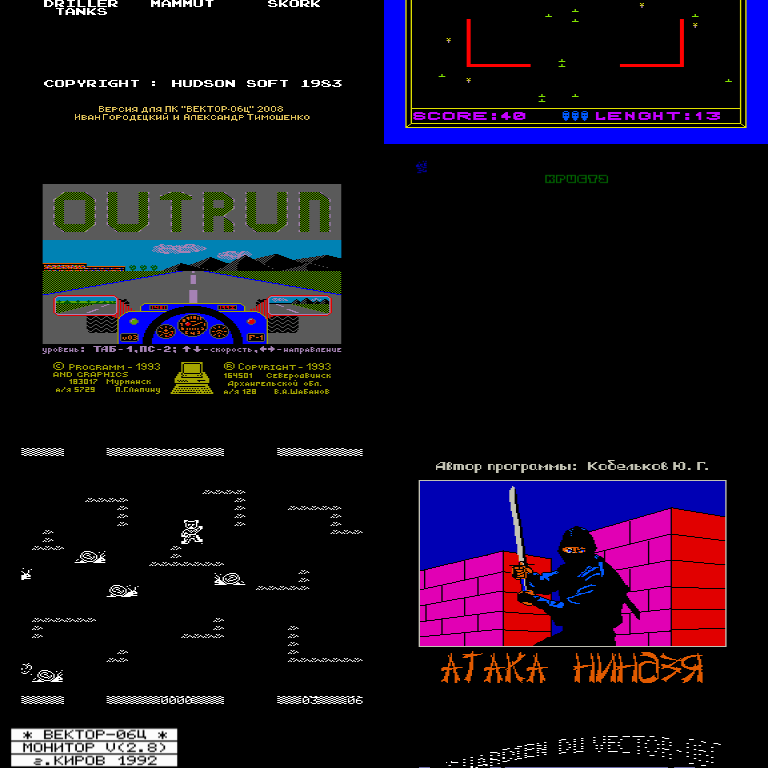 DRILLER MAMMUT SKORK
TANKS
COPYRIGHT : HUDSON SOFT 1983
Версия для ПК "ВЕКТОР-06Ц" 2008
Иван Городецкий и Александр Тимошенко
SCORE:40 LENGHT:13
OUTRUN
уровень: ТАБ-1,ПС-2; ↑↓-скорость,↔-направление
© PROGRAMM - 1993
AND GRAPHICS
183017 Мурманск
а/я 5729
® COPYRIGHT - 1993
164501 Северодвинск
Архангельской обл.
а/я 128 В.А.Шабанов
0000 03 06
Автор программы: Кобельков Ю. Г.
АТАКА НИНДЗЯ
* ВЕКТОР-06Ц *
МОНИТОР V(2.8)
г.КИРОВ 1992
DU VECTOR-06C